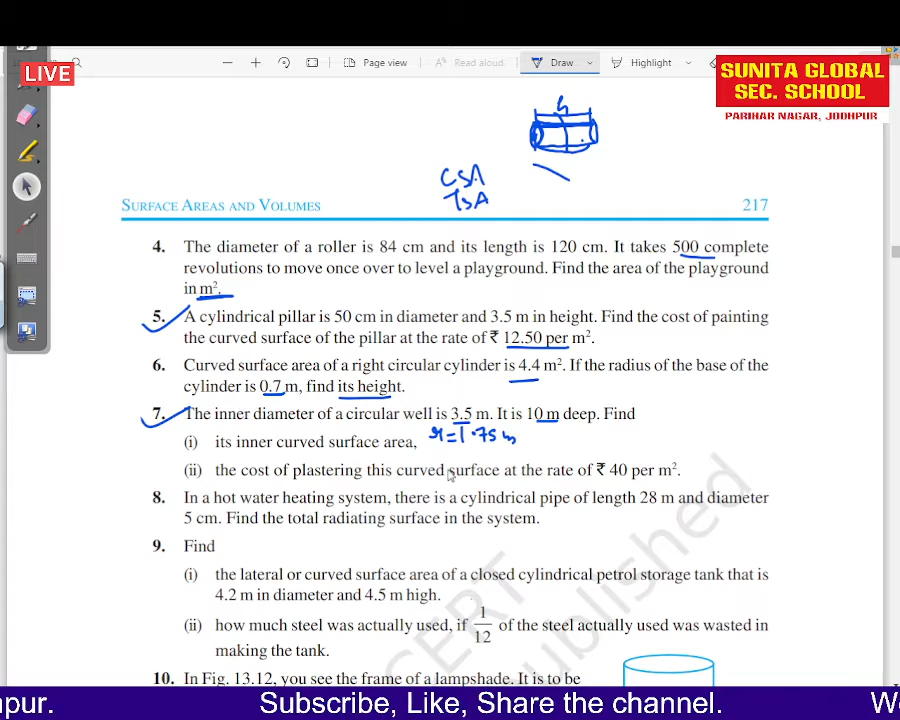 LIVE
Page view
Read aloud
Draw
Highlight
SUNITA GLOBAL
SEC. SCHOOL
PARIHAR NAGAR, JODHPUR
h
CSA
TSA
SURFACE AREAS AND VOLUMES 217
4. The diameter of a roller is 84 cm and its length is 120 cm. It takes 500 complete
revolutions to move once over to level a playground. Find the area of the playground
in m².
5. A cylindrical pillar is 50 cm in diameter and 3.5 m in height. Find the cost of painting
the curved surface of the pillar at the rate of ₹ 12.50 per m².
6. Curved surface area of a right circular cylinder is 4.4 m². If the radius of the base of the
cylinder is 0.7 m, find its height.
7. The inner diameter of a circular well is 3.5 m. It is 10 m deep. Find
(i) its inner curved surface area, r=1.75 m
(ii) the cost of plastering this curved surface at the rate of ₹ 40 per m².
8. In a hot water heating system, there is a cylindrical pipe of length 28 m and diameter
5 cm. Find the total radiating surface in the system.
9. Find
(i) the lateral or curved surface area of a closed cylindrical petrol storage tank that is
4.2 m in diameter and 4.5 m high.
(ii) how much steel was actually used, if 1/12 of the steel actually used was wasted in
making the tank.
10. In Fig. 13.12, you see the frame of a lampshade. It is to be
npur. Subscribe, Like, Share the channel. W